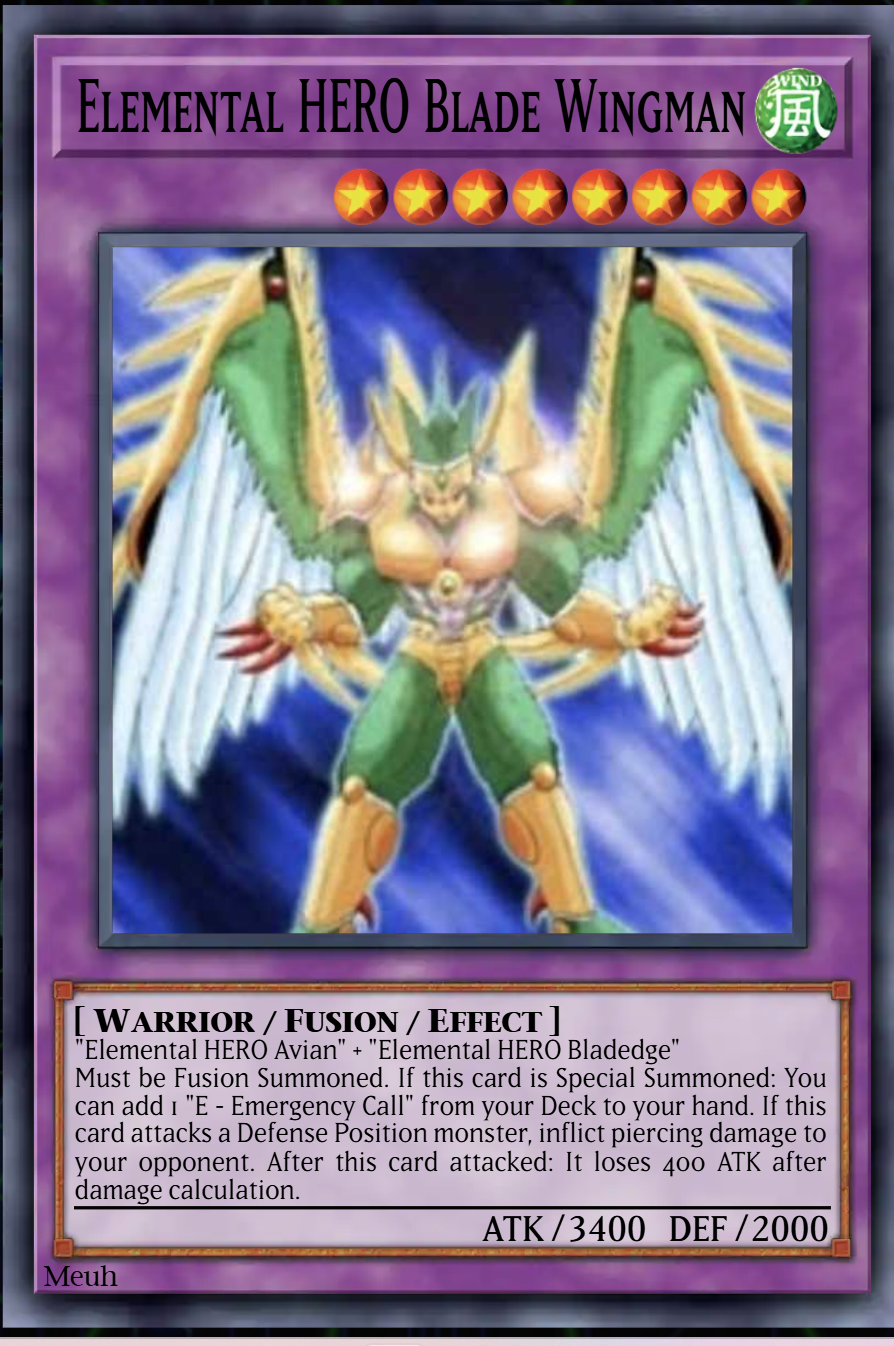 Elemental HERO Blade Wingman
WIND
風
[ Warrior / Fusion / Effect ]
"Elemental HERO Avian" + "Elemental HERO Bladedge"
Must be Fusion Summoned. If this card is Special Summoned: You
can add 1 "E - Emergency Call" from your Deck to your hand. If this
card attacks a Defense Position monster, inflict piercing damage to
your opponent. After this card attacked: It loses 400 ATK after
damage calculation.
ATK/3400 DEF/2000
Meuh